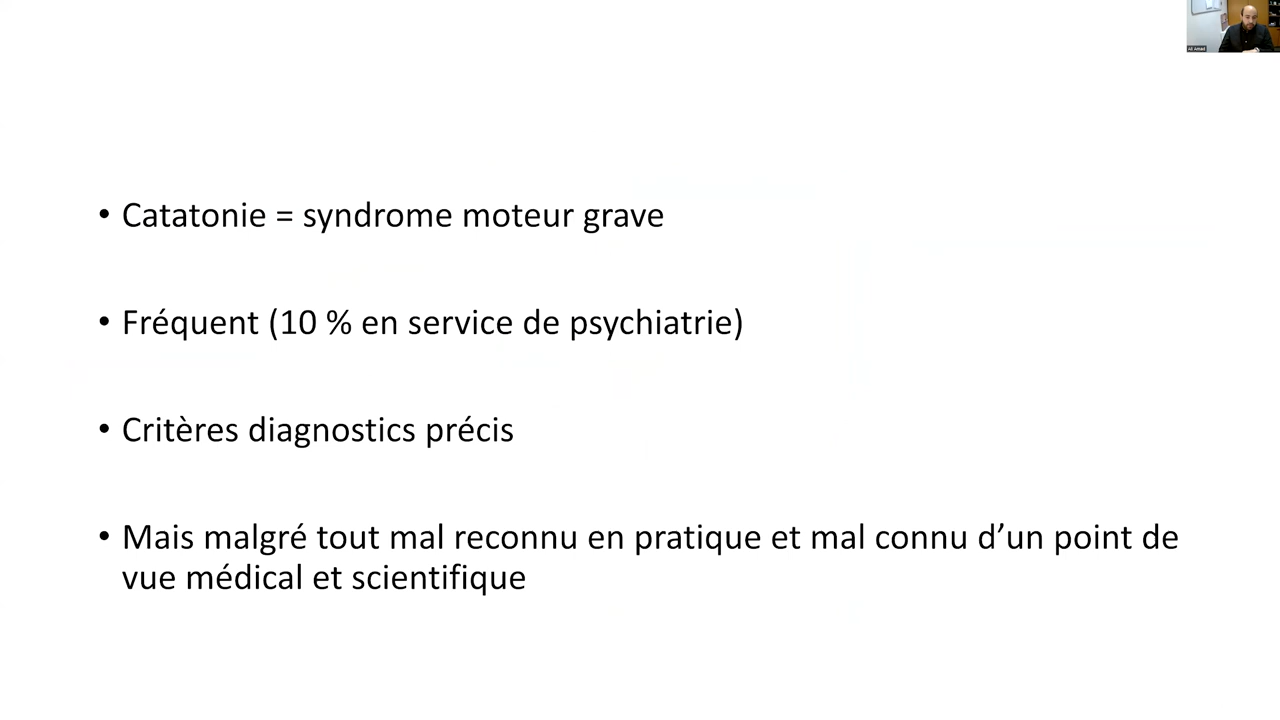 • Catatonie = syndrome moteur grave
• Fréquent (10 % en service de psychiatrie)
• Critères diagnostics précis
• Mais malgré tout mal reconnu en pratique et mal connu d’un point de
vue médical et scientifique